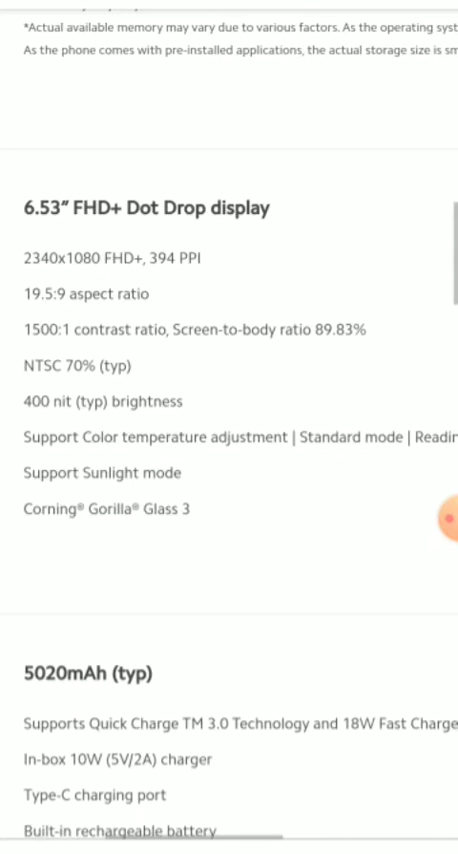 *Actual available memory may vary due to various factors. As the operating syst
As the phone comes with pre-installed applications, the actual storage size is sm
6.53″ FHD+ Dot Drop display
2340x1080 FHD+, 394 PPI
19.5:9 aspect ratio
1500:1 contrast ratio, Screen-to-body ratio 89.83%
NTSC 70% (typ)
400 nit (typ) brightness
Support Color temperature adjustment | Standard mode | Readin
Support Sunlight mode
Corning® Gorilla® Glass 3
5020mAh (typ)
Supports Quick Charge TM 3.0 Technology and 18W Fast Charge
In-box 10W (5V/2A) charger
Type-C charging port
Built-in rechargeable battery